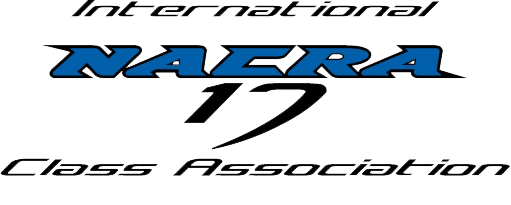 International
NACRA
17
Class Association